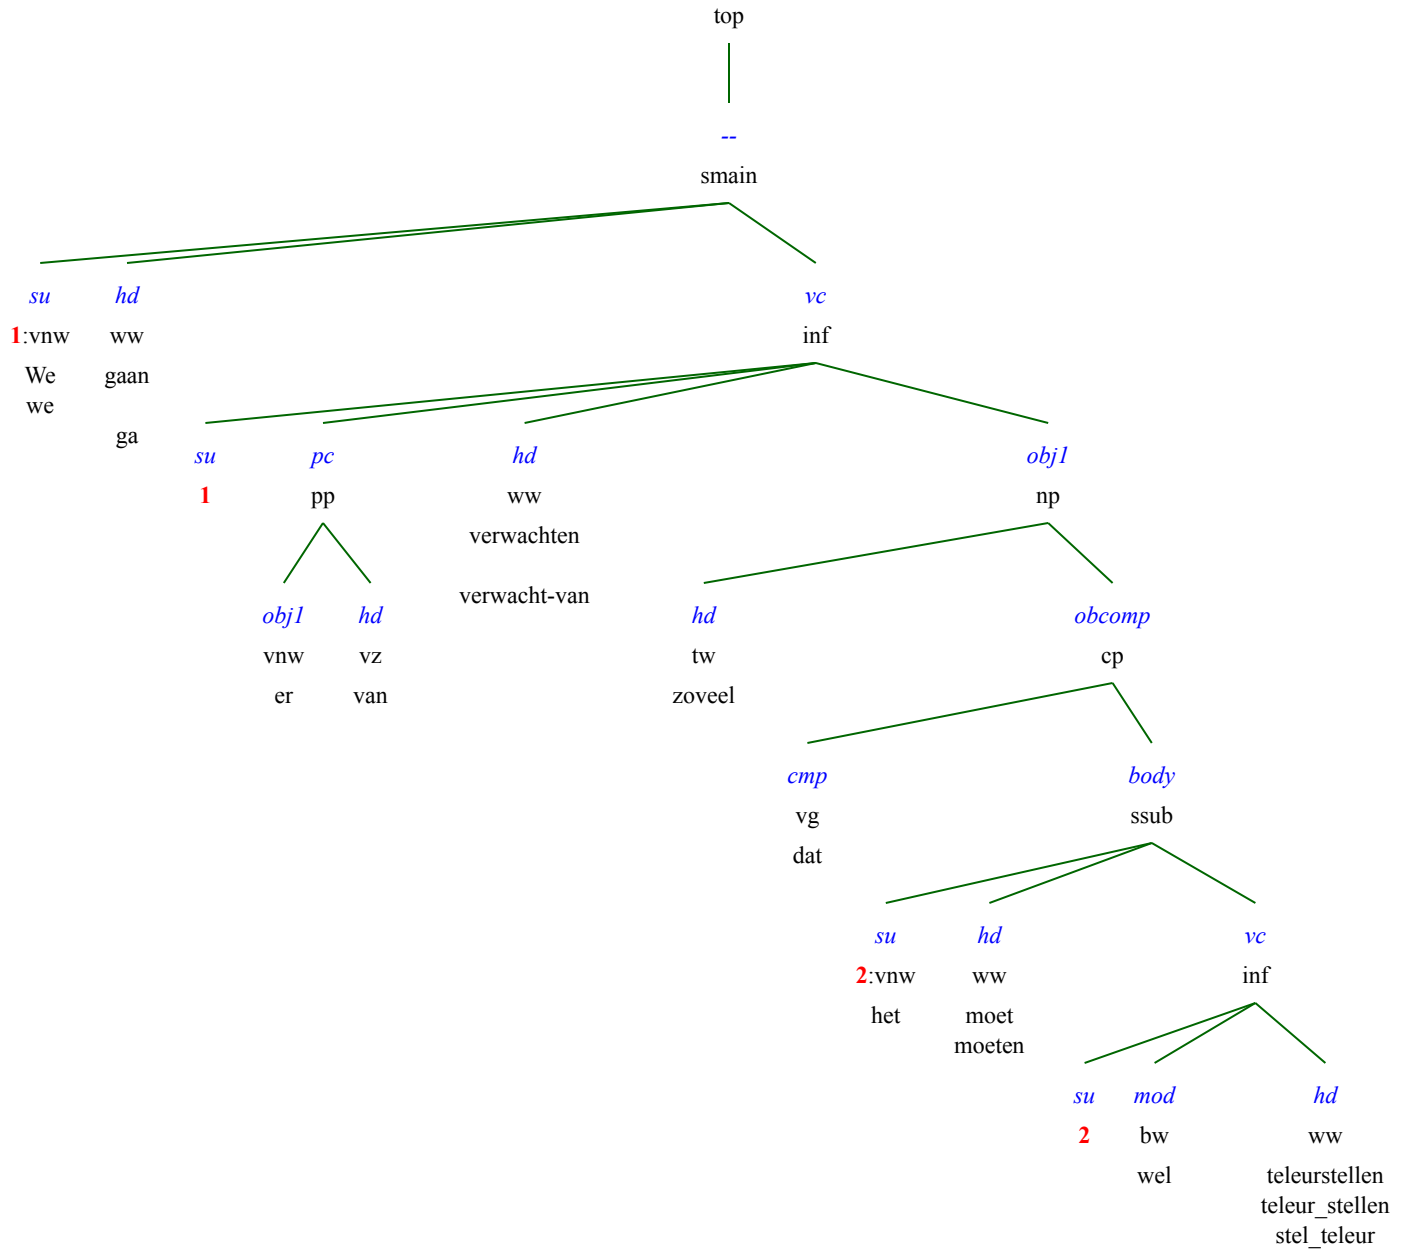 top
--
smain
su hd vc
1:vnw ww inf
We gaan
we
ga
su pc hd obj1
1 pp ww np
verwachten
verwacht-van
obj1 hd hd obcomp
vnw vz tw cp
er van zoveel
cmp body
vg ssub
dat
su hd vc
2:vnw ww inf
het moet
moeten
su mod hd
2 bw ww
wel teleurstellen
teleur_stellen
stel_teleur